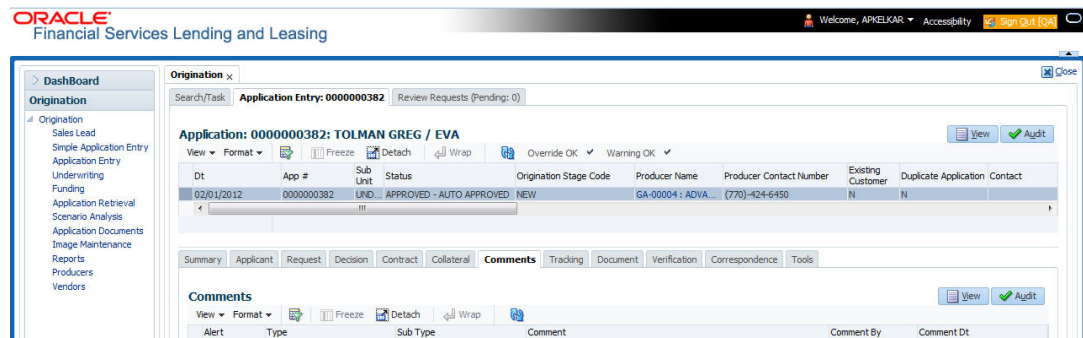 ORACLE
Welcome, APKELKAR Accessibility Sign Out [QA]
Financial Services Lending and Leasing
Close
DashBoard
Origination
Origination
Sales Lead
Simple Application Entry
Application Entry
Underwriting
Funding
Application Retrieval
Scenario Analysis
Application Documents
Image Maintenance
Reports
Producers
Vendors
Origination x
Search/Task Application Entry: 0000000382 Review Requests (Pending: 0)
Application: 0000000382: TOLMAN GREG / EVA View Audit
View Format Freeze Detach Wrap Override OK Warning OK
Dt App # Sub Unit Status Origination Stage Code Producer Name Producer Contact Number Existing Customer Duplicate Application Contact
02/01/2012 0000000382 UND... APPROVED - AUTO APPROVED NEW GA-00004 : ADVA... (770)-424-6450 N N
Summary Applicant Request Decision Contract Collateral Comments Tracking Document Verification Correspondence Tools
Comments View Audit
View Format Freeze Detach Wrap
Alert Type Sub Type Comment Comment By Comment Dt